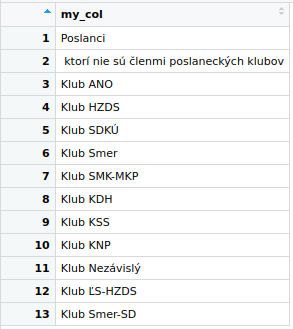 my_col
1 Poslanci
2 ktorí nie sú členmi poslaneckých klubov
3 Klub ANO
4 Klub HZDS
5 Klub SDKÚ
6 Klub Smer
7 Klub SMK-MKP
8 Klub KDH
9 Klub KSS
10 Klub KNP
11 Klub Nezávislý
12 Klub ĽS-HZDS
13 Klub Smer-SD